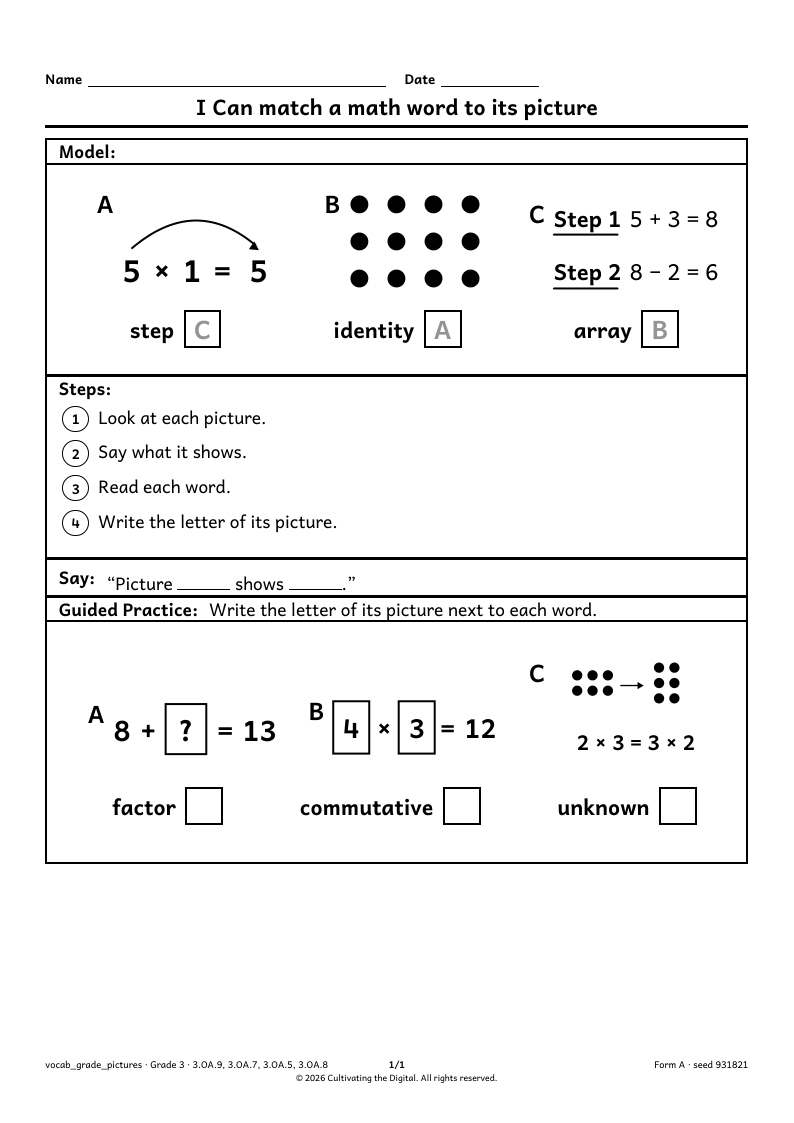 Name Date
I Can match a math word to its picture
Model:
A
5 × 1 = 5
B
C Step 1 5 + 3 = 8
Step 2 8 − 2 = 6
step C identity A array B
Steps:
1 Look at each picture.
2 Say what it shows.
3 Read each word.
4 Write the letter of its picture.
Say: “Picture ______ shows ______.”
Guided Practice: Write the letter of its picture next to each word.
A 8 + ? = 13
B 4 × 3 = 12
C
2 × 3 = 3 × 2
factor commutative unknown
vocab_grade_pictures · Grade 3 · 3.OA.9, 3.OA.7, 3.OA.5, 3.OA.8 1/1 Form A · seed 931821
© 2026 Cultivating the Digital. All rights reserved.